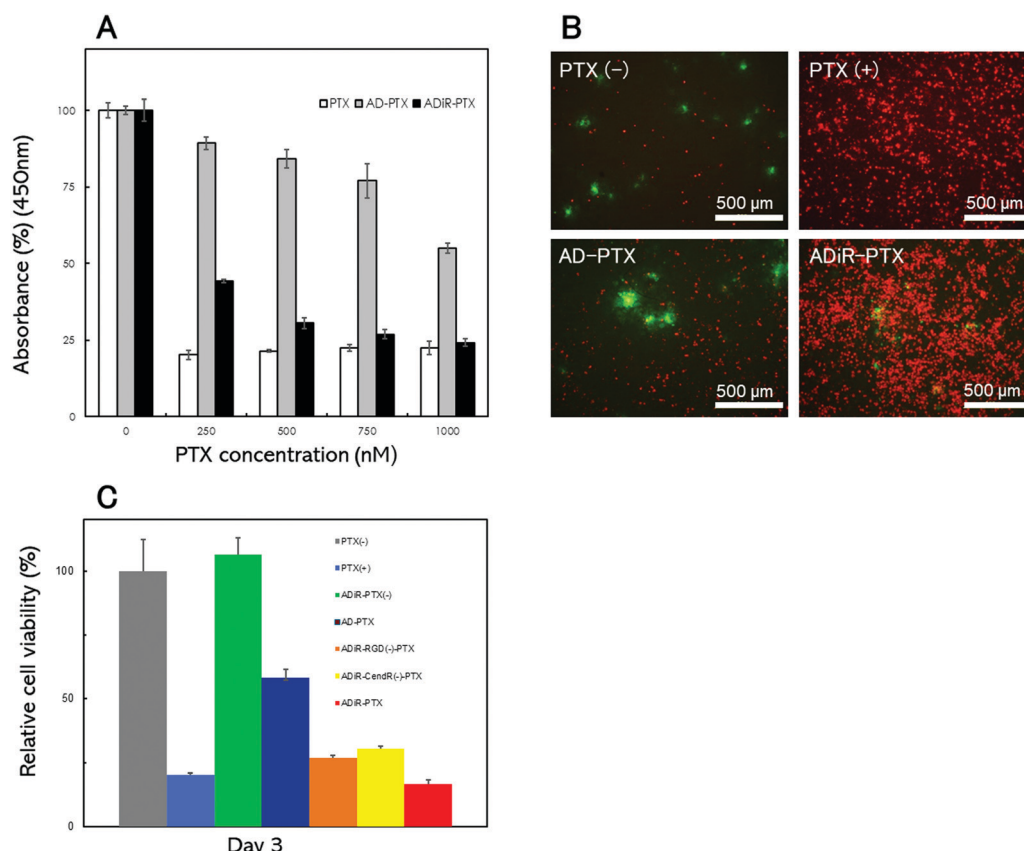 A
Absorbance (%) (450nm)
PTX AD-PTX ADiR-PTX
100
75
50
25
0
0 250 500 750 1000
PTX concentration (nM)
B
PTX (−)
500 µm
PTX (+)
500 µm
AD−PTX
500 µm
ADiR−PTX
500 µm
C
Relative cell viability (%)
100
50
0
PTX(-)
PTX(+)
ADiR-PTX(-)
AD-PTX
ADiR-RGD(-)-PTX
ADiR-CendR(-)-PTX
ADiR-PTX
Day 3